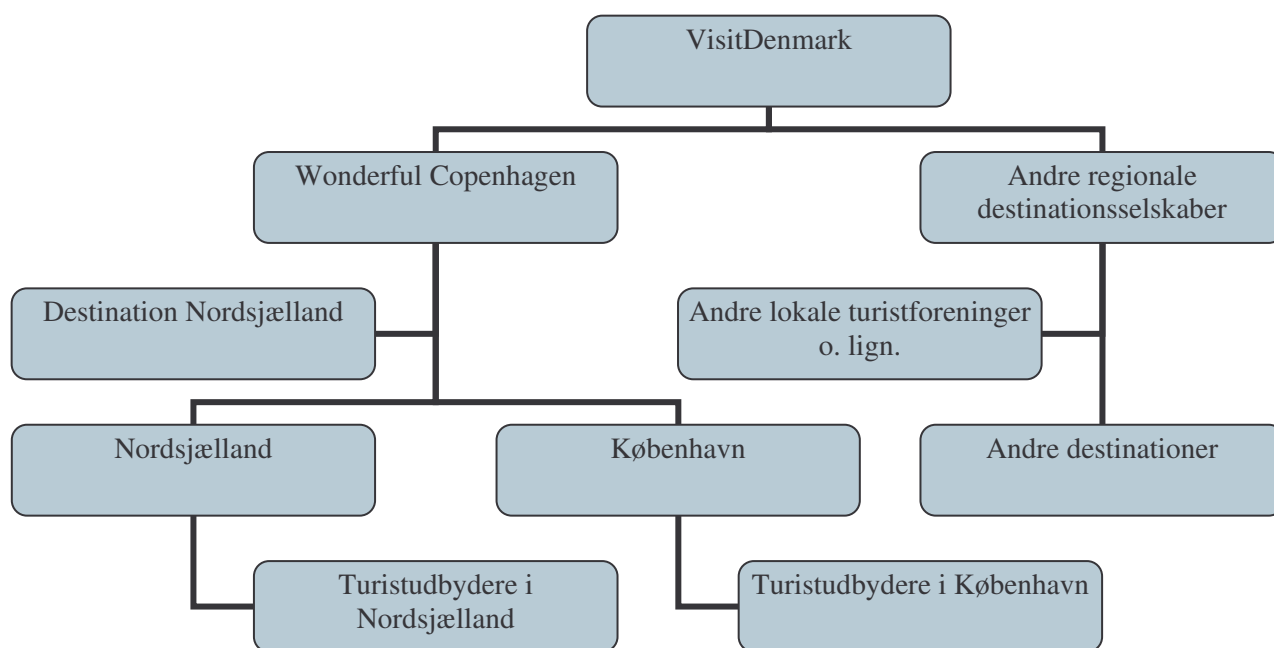 VisitDenmark
Wonderful Copenhagen
Andre regionale
destinationsselskaber
Destination Nordsjælland
Andre lokale turistforeninger
o. lign.
Nordsjælland
København
Andre destinationer
Turistudbydere i
Nordsjælland
Turistudbydere i København